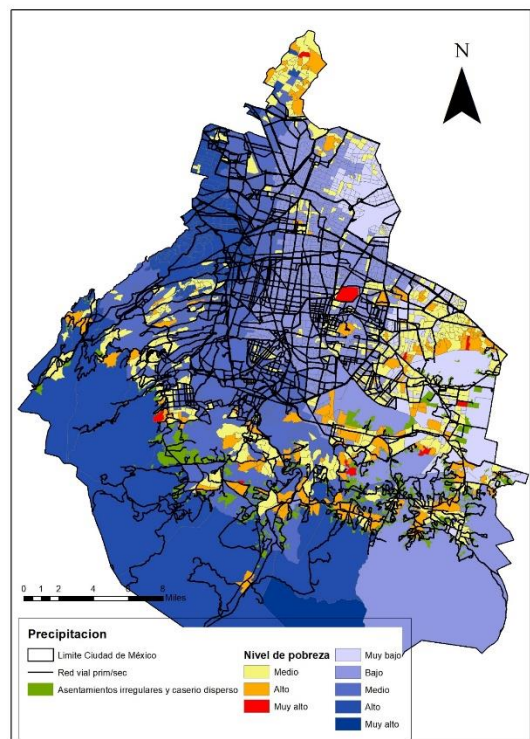 N
0 1 2 4 6 8
Miles
Precipitacion
Limite Ciudad de México
Red vial prim/sec
Asentamientos irregulares y caserio disperso
Nivel de pobreza
Medio
Alto
Muy alto
Muy bajo
Bajo
Medio
Alto
Muy alto